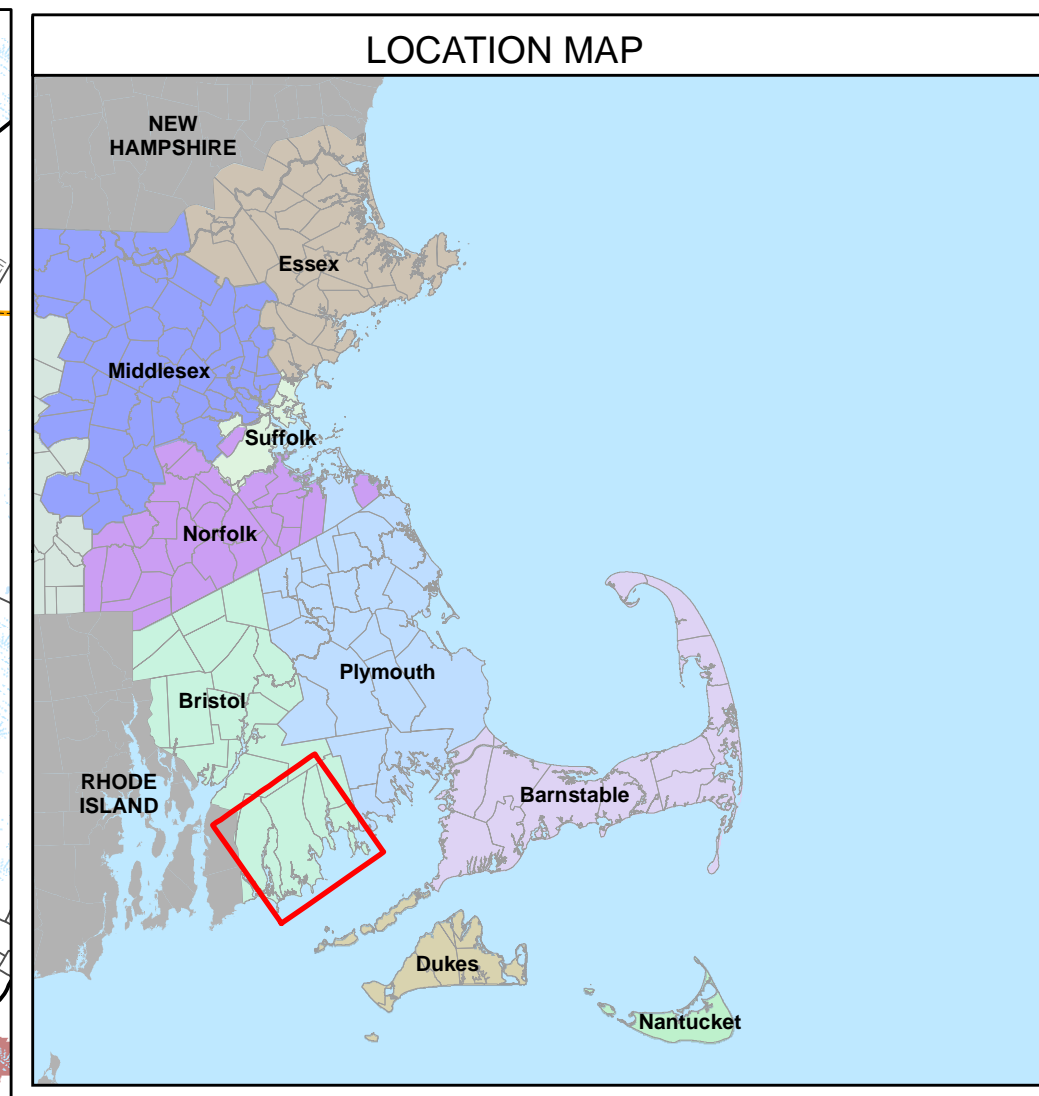 LOCATION MAP
NEW
HAMPSHIRE
Essex
Middlesex
Suffolk
Norfolk
Plymouth
Bristol
RHODE
ISLAND
Barnstable
Dukes
Nantucket